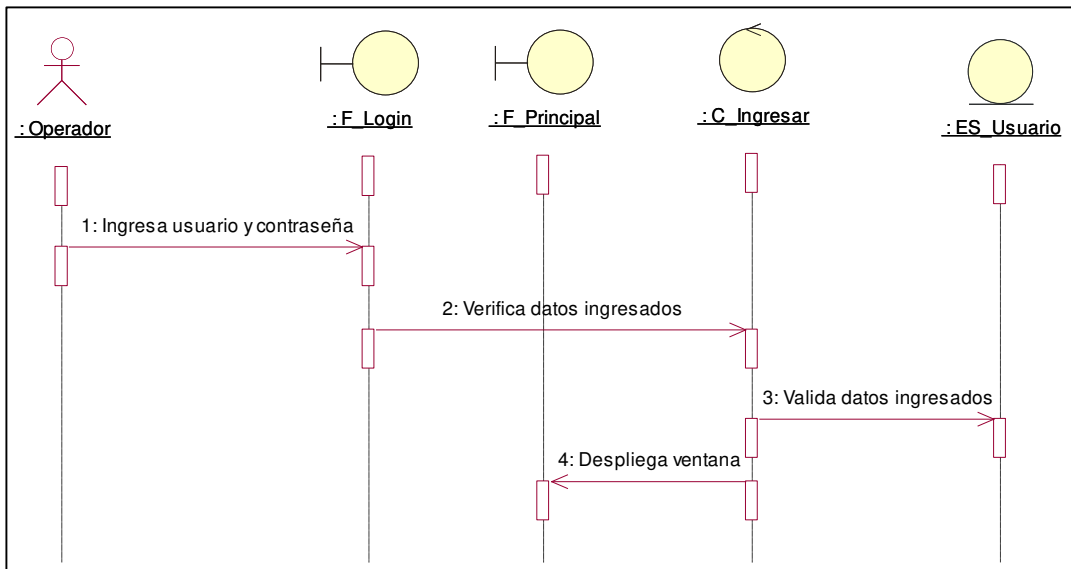 : Operador
: F_Login
: F_Principal
: C_Ingresar
: ES_Usuario
1: Ingresa usuario y contraseña
2: Verifica datos ingresados
3: Valida datos ingresados
4: Despliega ventana